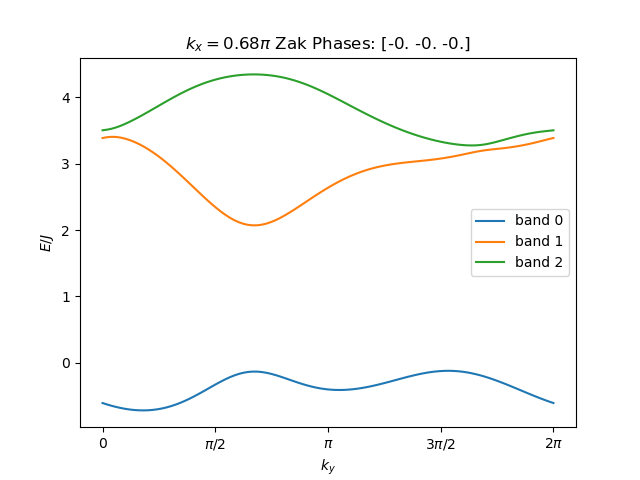 $k_x = 0.68\pi$ Zak Phases: [-0. -0. -0.]
E/J
4
3
2
1
0
band 0
band 1
band 2
0
π/2
π
3π/2
2π
$k_y$